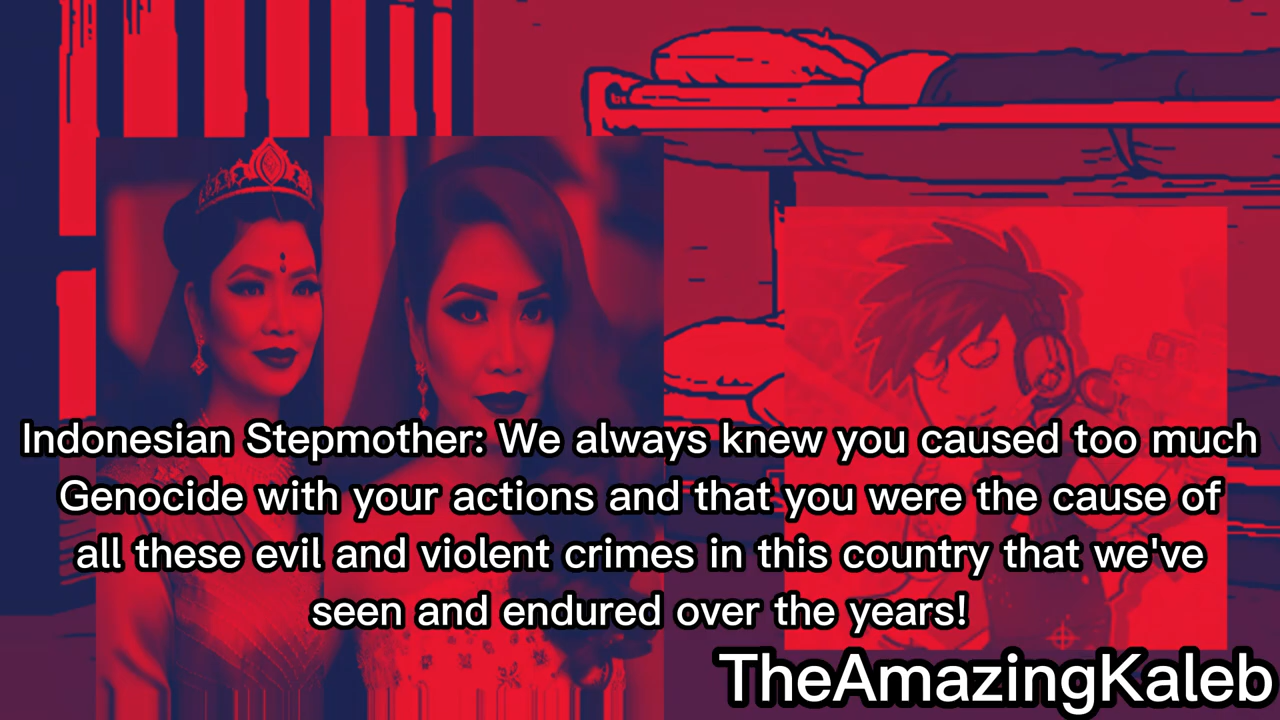 Indonesian Stepmother: We always knew you caused too much
Genocide with your actions and that you were the cause of
all these evil and violent crimes in this country that we've
seen and endured over the years!
TheAmazingKaleb